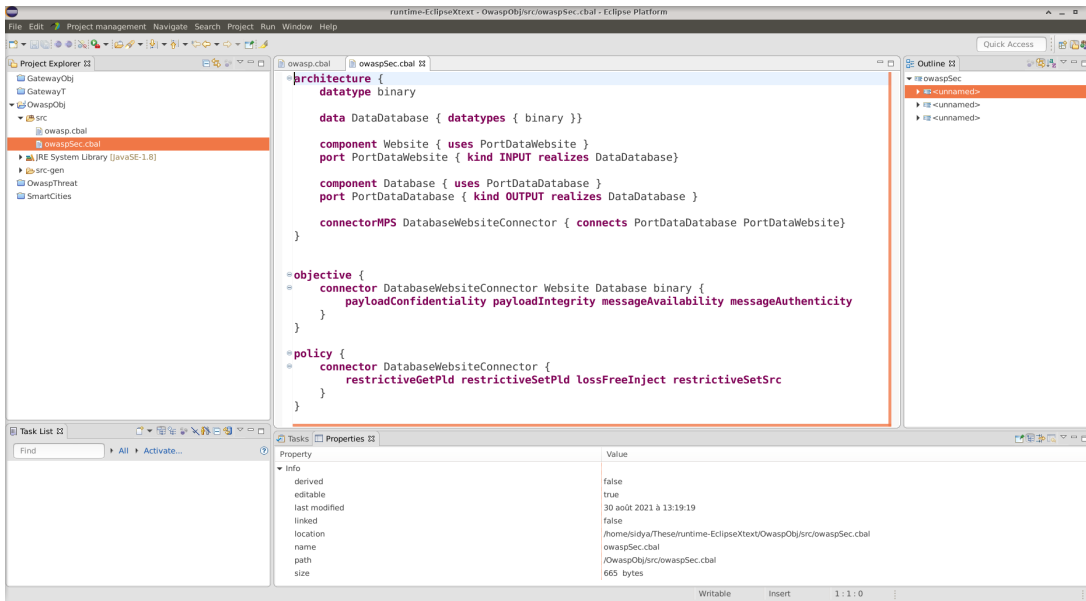 runtime-EclipseXtext - OwaspObj/src/owaspSec.cbal - Eclipse Platform
File Edit Project management Navigate Search Project Run Window Help
Quick Access
Project Explorer
GatewayObj
GatewayT
OwaspObj
src
owasp.cbal
owaspSec.cbal
JRE System Library [JavaSE-1.8]
src-gen
OwaspThreat
SmartCities
owasp.cbal owaspSec.cbal
architecture {
datatype binary
data DataDatabase { datatypes { binary }}
component Website { uses PortDataWebsite }
port PortDataWebsite { kind INPUT realizes DataDatabase}
component Database { uses PortDataDatabase }
port PortDataDatabase { kind OUTPUT realizes DataDatabase }
connectorMPS DatabaseWebsiteConnector { connects PortDataDatabase PortDataWebsite}
}
objective {
connector DatabaseWebsiteConnector Website Database binary {
payloadConfidentiality payloadIntegrity messageAvailability messageAuthenticity
}
}
policy {
connector DatabaseWebsiteConnector {
restrictiveGetPld restrictiveSetPld lossFreeInject restrictiveSetSrc
}
}
Outline
owaspSec
<unnamed>
<unnamed>
<unnamed>
Task List
Find All Activate...
Tasks Properties
Property Value
Info
derived false
editable true
last modified 30 août 2021 à 13:19:19
linked false
location /home/sidya/These/runtime-EclipseXtext/OwaspObj/src/owaspSec.cbal
name owaspSec.cbal
path /OwaspObj/src/owaspSec.cbal
size 665 bytes
Writable Insert 1 : 1 : 0